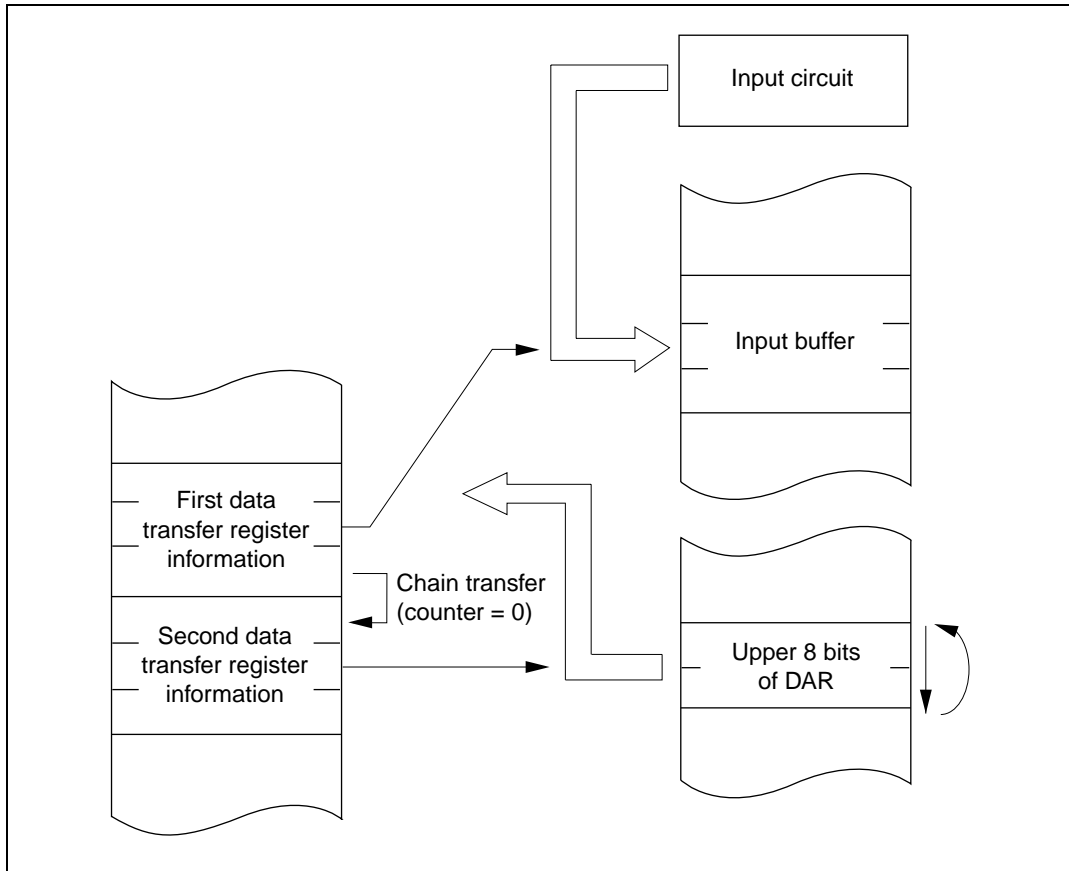 Input circuit
Input buffer
First data
transfer register
information
Chain transfer
(counter = 0)
Second data
transfer register
information
Upper 8 bits
of DAR